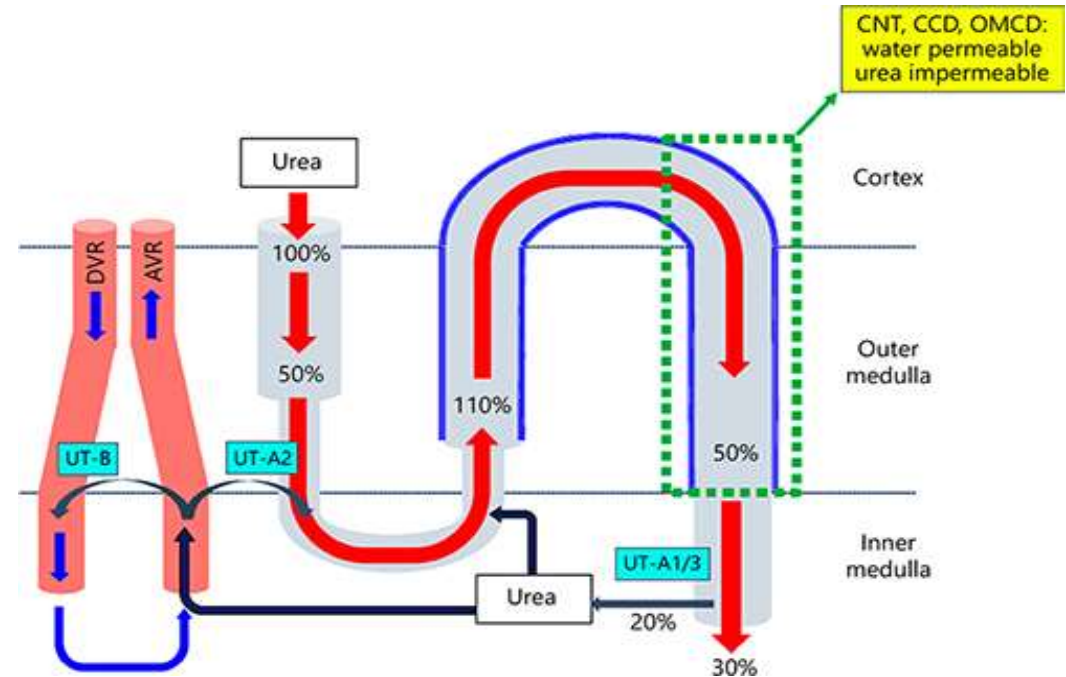 CNT, CCD, OMCD:
water permeable
urea impermeable
Urea
Cortex
DVR
AVR
100%
50%
110%
Outer
medulla
50%
UT-B
UT-A2
UT-A1/3
Inner
medulla
Urea
20%
30%